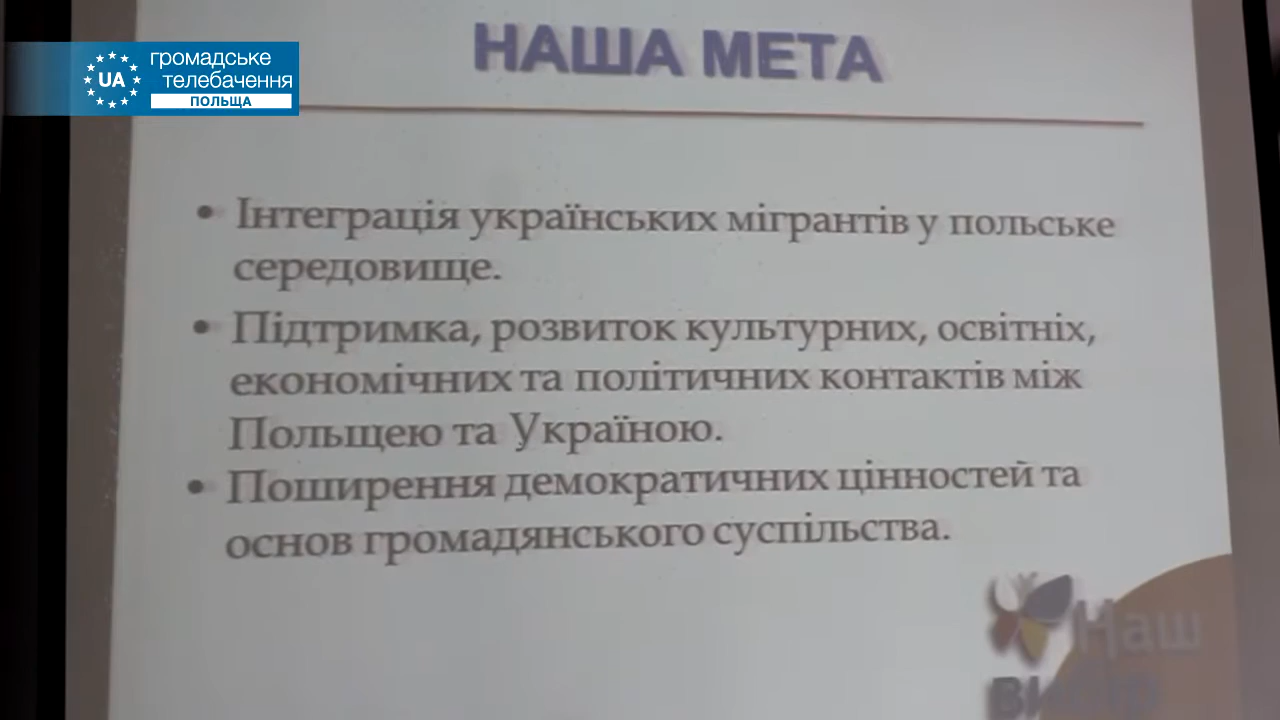 UA
громадське
телебачення
ПОЛЬЩА
НАША МЕТА
• Інтеграція українських мігрантів у польське
середовище.
• Підтримка, розвиток культурних, освітніх,
економічних та політичних контактів між
Польщею та Україною.
• Поширення демократичних цінностей та
основ громадянського суспільства.
Наш